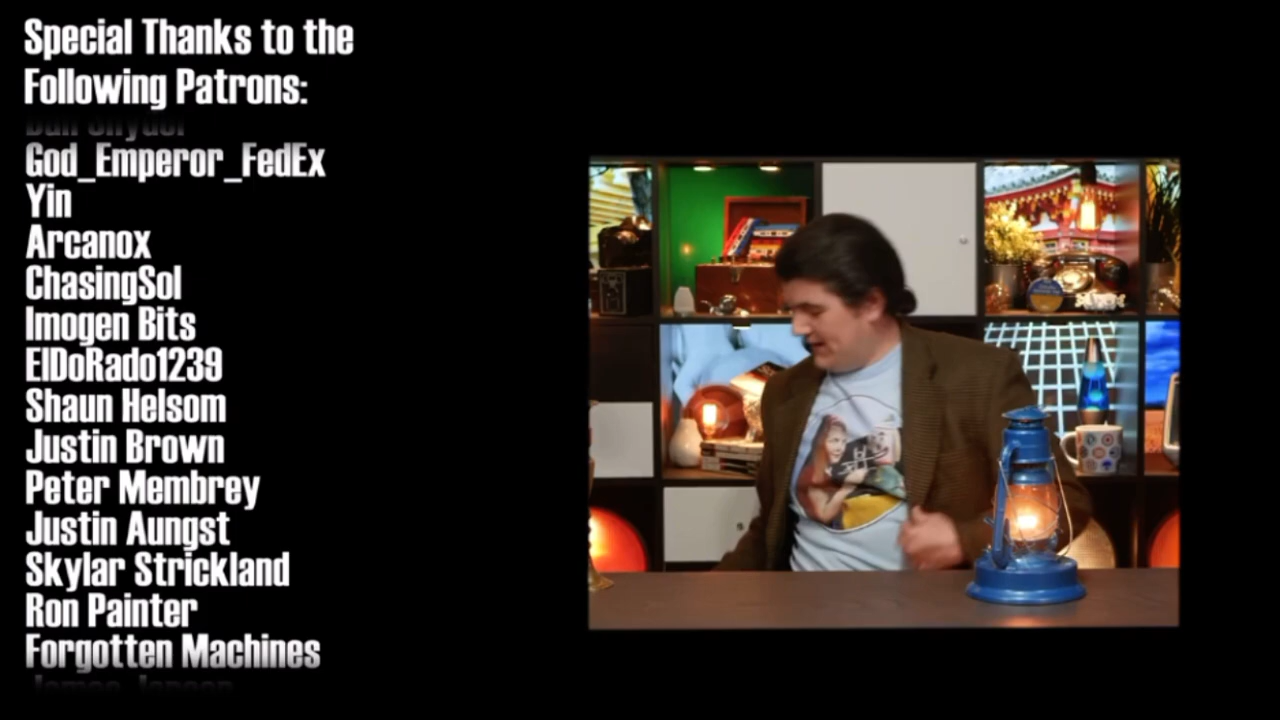 Special Thanks to the
Following Patrons:
God_Emperor_FedEx
Yin
Arcanox
ChasingSol
Imogen Bits
ElDoRado1239
Shaun Helsom
Justin Brown
Peter Membrey
Justin Aungst
Skylar Strickland
Ron Painter
Forgotten Machines